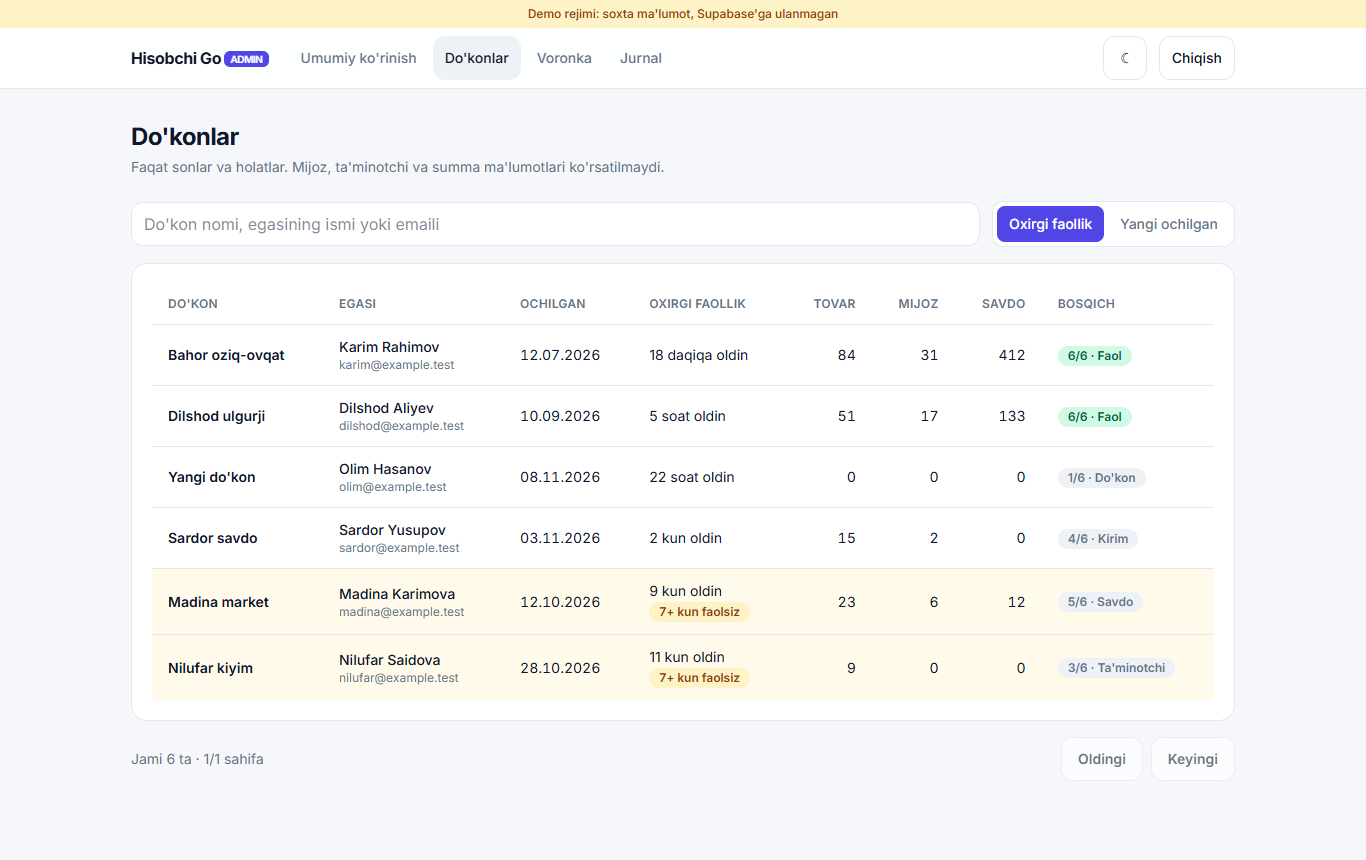 Demo rejimi: soxta ma'lumot, Supabase'ga ulanmagan
Hisobchi Go ADMIN Umumiy ko'rinish Do'konlar Voronka Jurnal ☾ Chiqish
Do'konlar
Faqat sonlar va holatlar. Mijoz, ta'minotchi va summa ma'lumotlari ko'rsatilmaydi.
Do'kon nomi, egasining ismi yoki emaili Oxirgi faollik Yangi ochilgan
DO'KON EGASI OCHILGAN OXIRGI FAOLLIK TOVAR MIJOZ SAVDO BOSQICH
Bahor oziq-ovqat Karim Rahimov 12.07.2026 18 daqiqa oldin 84 31 412 6/6 · Faol
karim@example.test
Dilshod ulgurji Dilshod Aliyev 10.09.2026 5 soat oldin 51 17 133 6/6 · Faol
dilshod@example.test
Yangi do'kon Olim Hasanov 08.11.2026 22 soat oldin 0 0 0 1/6 · Do'kon
olim@example.test
Sardor savdo Sardor Yusupov 03.11.2026 2 kun oldin 15 2 0 4/6 · Kirim
sardor@example.test
Madina market Madina Karimova 12.10.2026 9 kun oldin 23 6 12 5/6 · Savdo
madina@example.test 7+ kun faolsiz
Nilufar kiyim Nilufar Saidova 28.10.2026 11 kun oldin 9 0 0 3/6 · Ta'minotchi
nilufar@example.test 7+ kun faolsiz
Jami 6 ta · 1/1 sahifa Oldingi Keyingi